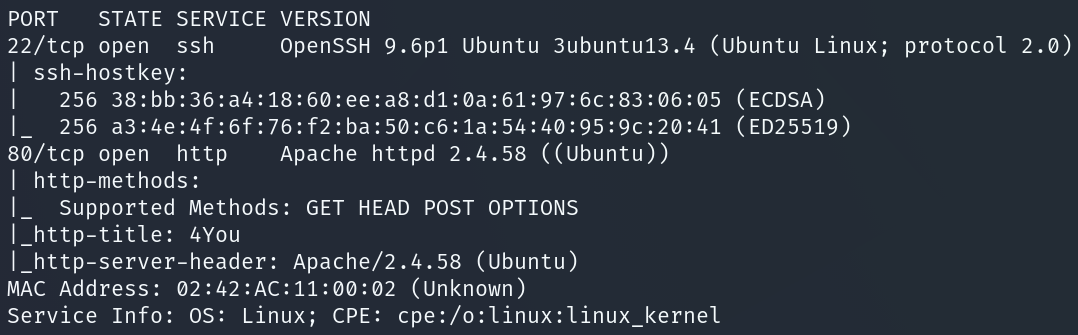 PORT   STATE SERVICE VERSION
22/tcp open  ssh     OpenSSH 9.6p1 Ubuntu 3ubuntu13.4 (Ubuntu Linux; protocol 2.0)
| ssh-hostkey:
|   256 38:bb:36:a4:18:60:ee:a8:d1:0a:61:97:6c:83:06:05 (ECDSA)
|_  256 a3:4e:4f:6f:76:f2:ba:50:c6:1a:54:40:95:9c:20:41 (ED25519)
80/tcp open  http    Apache httpd 2.4.58 ((Ubuntu))
| http-methods:
|_  Supported Methods: GET HEAD POST OPTIONS
|_http-title: 4You
|_http-server-header: Apache/2.4.58 (Ubuntu)
MAC Address: 02:42:AC:11:00:02 (Unknown)
Service Info: OS: Linux; CPE: cpe:/o:linux:linux_kernel